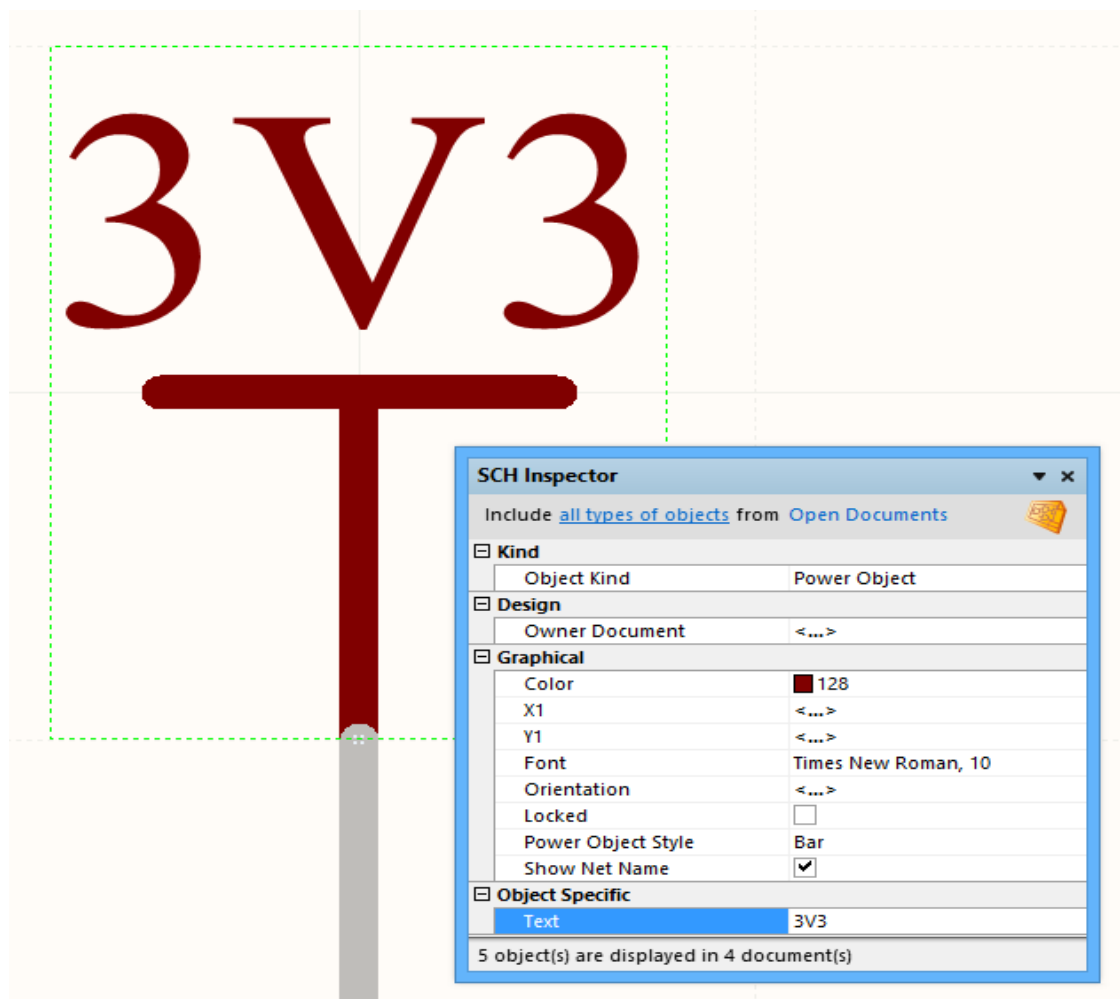 3V3
SCH Inspector
Include all types of objects from Open Documents
Kind
Object Kind Power Object
Design
Owner Document <...>
Graphical
Color 128
X1 <...>
Y1 <...>
Font Times New Roman, 10
Orientation <...>
Locked
Power Object Style Bar
Show Net Name
Object Specific
Text 3V3
5 object(s) are displayed in 4 document(s)